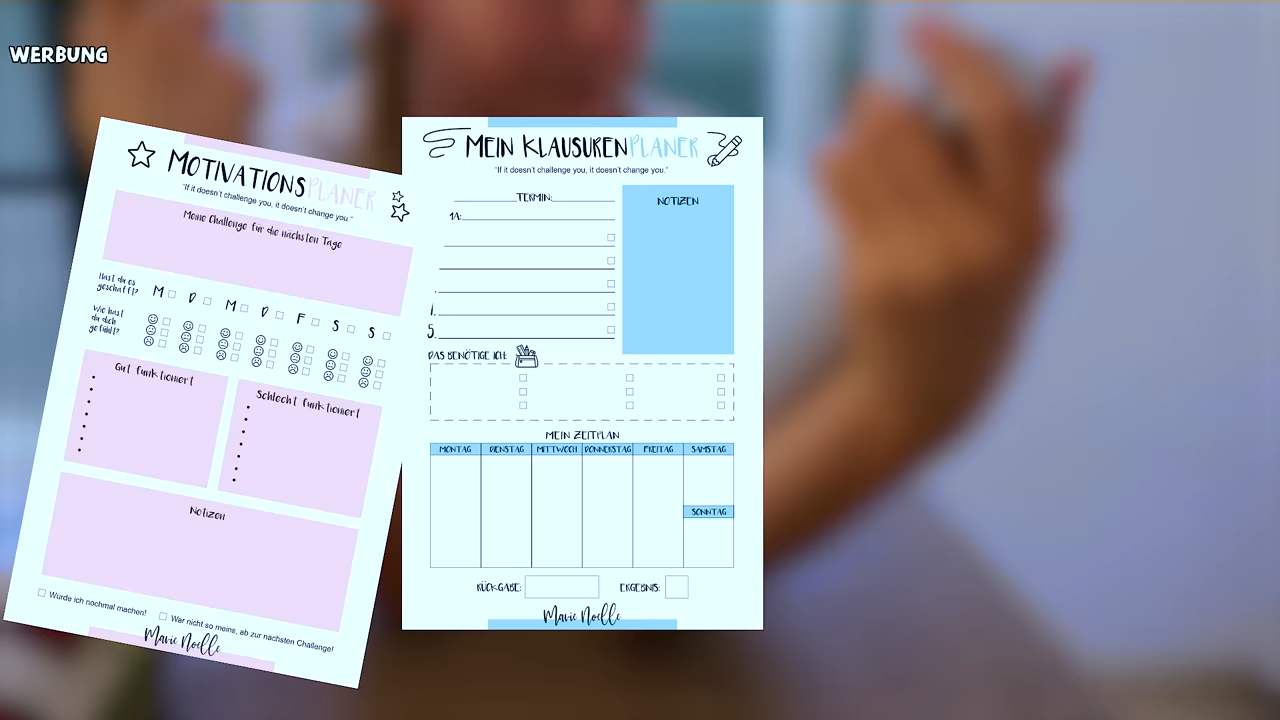 WERBUNG
MOTIVATIONSPLANER
"If it doesn't challenge you, it doesn't change you."
Meine Challenge für die nächsten Tage
Hast du es
geschafft?
M D M D F S S
Wie hast
du dich
gefühlt?
Gut funktioniert
Schlecht funktioniert
Notizen
Würde ich nochmal machen!
War nicht so meins, ab zur nächsten Challenge!
Marie Noelle
MEIN KLAUSURENPLANER
"If it doesn't challenge you, it doesn't change you."
TERMIN:
NOTIZEN
5.
DAS BENÖTIGE ICH:
MEIN ZEITPLAN
MONTAG DIENSTAG MITTWOCH DONNERSTAG FREITAG SAMSTAG
SONNTAG
RÜCKGABE: ERGEBNIS:
Marie Noelle